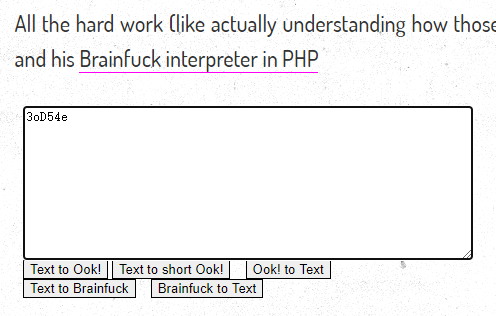 All the hard work (like actually understanding how those
and his Brainfuck interpreter in PHP
3oD54e
Text to Ook! Text to short Ook! Ook! to Text
Text to Brainfuck Brainfuck to Text